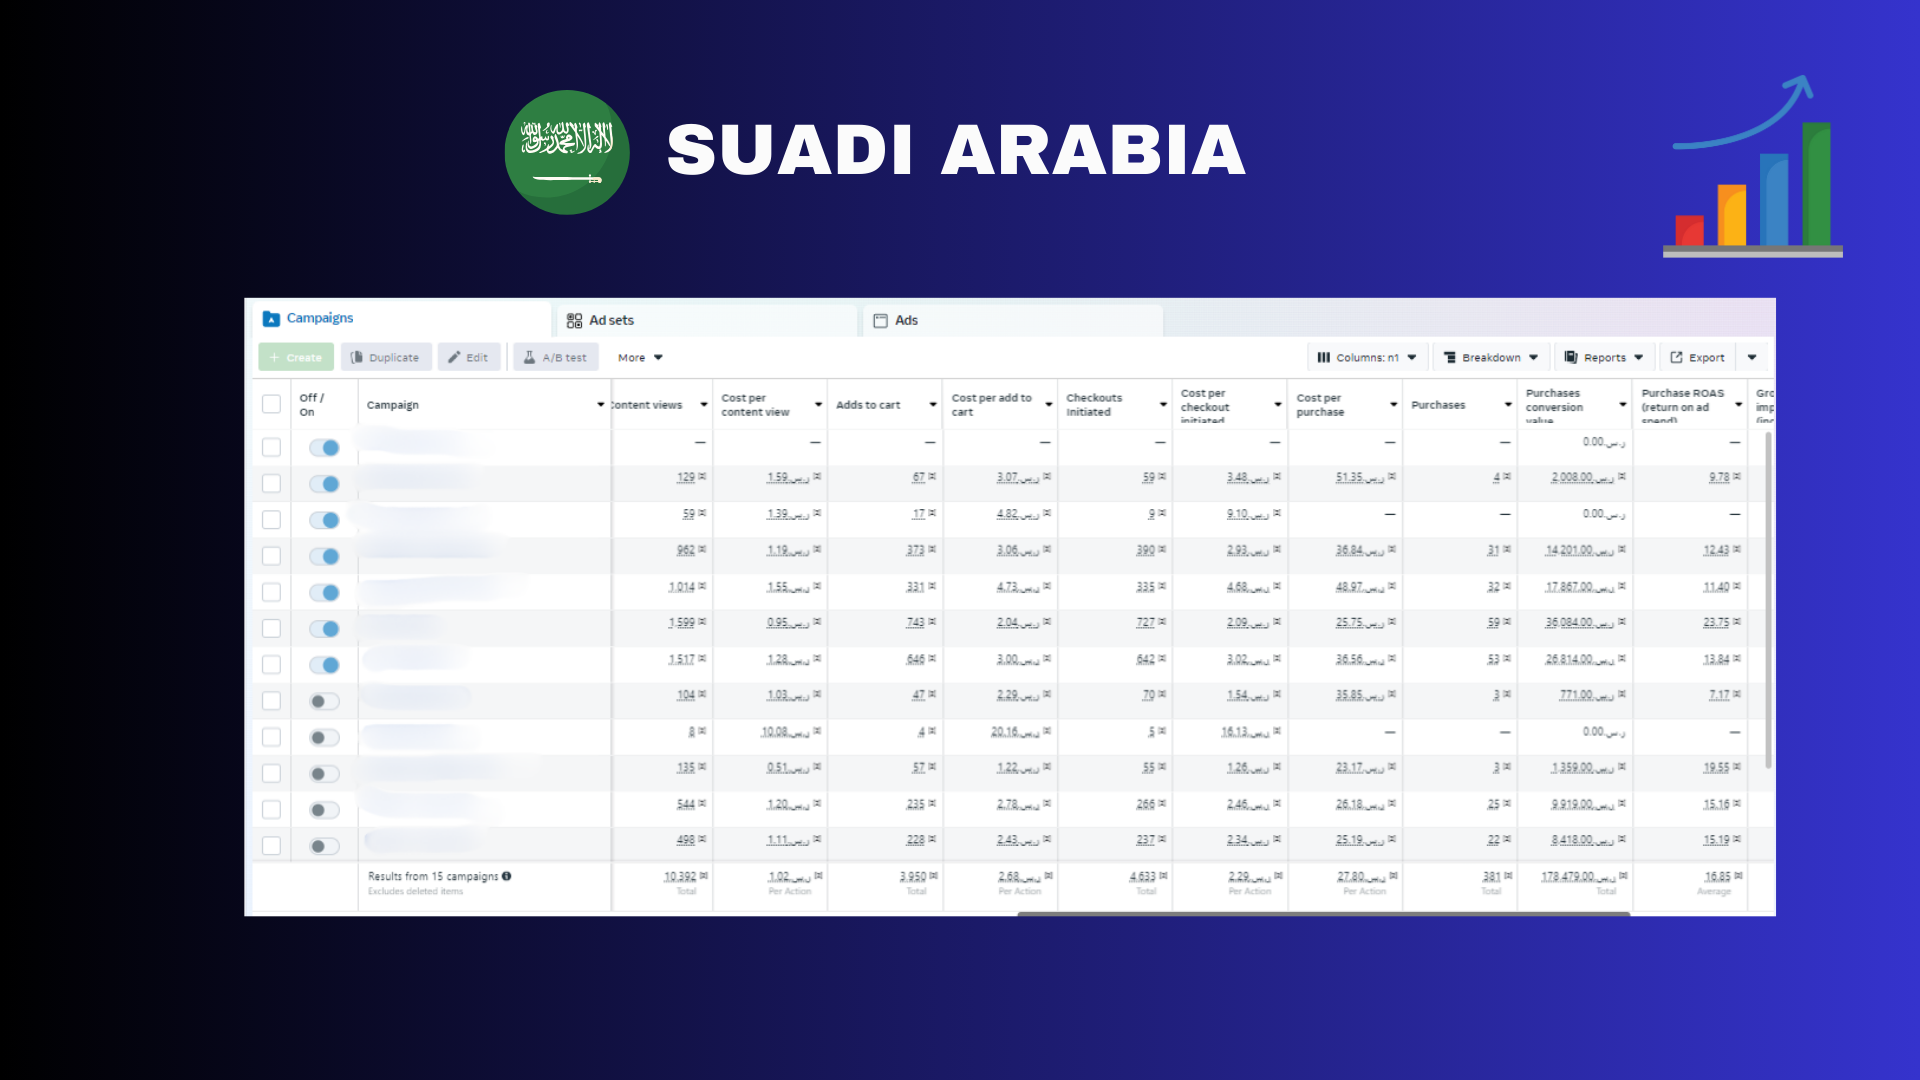 لا إله إلا الله محمد رسول الله
SUADI ARABIA
Campaigns
Ad sets
Ads
+ Create Duplicate Edit A/B test More Columns: n1 Breakdown Reports Export
Off / On Campaign Content views Cost per content view Adds to cart Cost per add to cart Checkouts Initiated Cost per checkout initiated Cost per purchase Purchases Purchases conversion value Purchase ROAS (return on ad spend)
— — — — — — — — ر.س.0.00 —
129 ر.س.1.59 67 ر.س.3.07 59 ر.س.3.48 ر.س.51.35 4 ر.س.2,008.00 9.78
59 ر.س.1.39 17 ر.س.4.82 9 ر.س.9.10 — — ر.س.0.00 —
962 ر.س.1.19 373 ر.س.3.06 390 ر.س.2.93 ر.س.36.84 31 ر.س.14,201.00 12.43
1,014 ر.س.1.55 331 ر.س.4.73 335 ر.س.4.68 ر.س.48.97 32 ر.س.17,867.00 11.40
1,599 ر.س.0.95 743 ر.س.2.04 727 ر.س.2.09 ر.س.25.75 59 ر.س.36,084.00 23.75
1,517 ر.س.1.28 646 ر.س.3.00 642 ر.س.3.02 ر.س.36.56 53 ر.س.26,814.00 13.84
104 ر.س.1.03 47 ر.س.2.29 70 ر.س.1.54 ر.س.35.85 3 ر.س.771.00 7.17
8 ر.س.10.08 4 ر.س.20.16 5 ر.س.16.13 — — ر.س.0.00 —
135 ر.س.0.51 57 ر.س.1.22 55 ر.س.1.26 ر.س.23.17 3 ر.س.1,359.00 19.55
544 ر.س.1.20 235 ر.س.2.78 266 ر.س.2.46 ر.س.26.18 25 ر.س.9,919.00 15.16
498 ر.س.1.11 228 ر.س.2.43 237 ر.س.2.34 ر.س.25.19 22 ر.س.8,418.00 15.19
Results from 15 campaigns 10,392 ر.س.1.02 3,950 ر.س.2.68 4,633 ر.س.2.29 ر.س.27.80 381 ر.س.178,479.00 16.85
Excludes deleted items Total Per Action Total Per Action Total Per Action Per Action Total Total Average